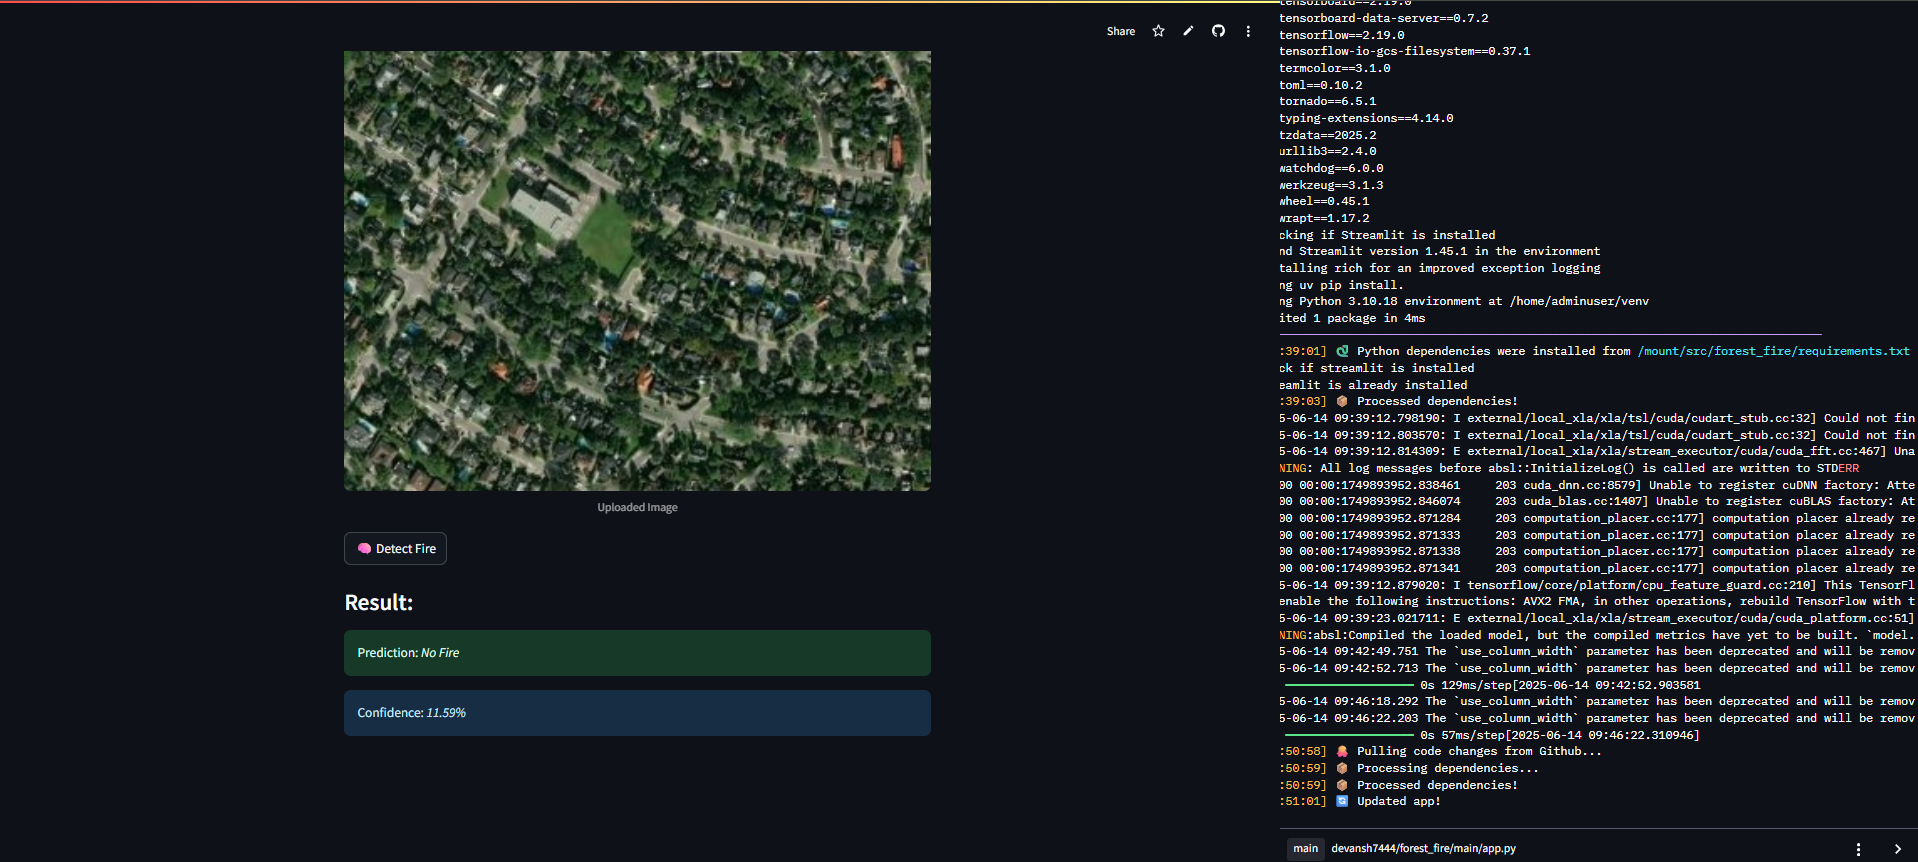 Share
Uploaded Image
Detect Fire
Result:
Prediction: No Fire
Confidence: 11.59%
tensorboard==2.19.0
tensorboard-data-server==0.7.2
tensorflow==2.19.0
tensorflow-io-gcs-filesystem==0.37.1
termcolor==3.1.0
toml==0.10.2
tornado==6.5.1
typing-extensions==4.14.0
tzdata==2025.2
urllib3==2.4.0
watchdog==6.0.0
werkzeug==3.1.3
wheel==0.45.1
wrapt==1.17.2
cking if Streamlit is installed
nd Streamlit version 1.45.1 in the environment
talling rich for an improved exception logging
ng uv pip install.
ng Python 3.10.18 environment at /home/adminuser/venv
ited 1 package in 4ms
:39:01] Python dependencies were installed from /mount/src/forest_fire/requirements.txt
ck if streamlit is installed
eamlit is already installed
:39:03] Processed dependencies!
5-06-14 09:39:12.798190: I external/local_xla/xla/tsl/cuda/cudart_stub.cc:32] Could not fin
5-06-14 09:39:12.803570: I external/local_xla/xla/tsl/cuda/cudart_stub.cc:32] Could not fin
5-06-14 09:39:12.814309: E external/local_xla/xla/stream_executor/cuda/cuda_fft.cc:467] Una
NING: All log messages before absl::InitializeLog() is called are written to STDERR
00 00:00:1749893952.838461 203 cuda_dnn.cc:8579] Unable to register cuDNN factory: Atte
00 00:00:1749893952.846074 203 cuda_blas.cc:1407] Unable to register cuBLAS factory: At
00 00:00:1749893952.871284 203 computation_placer.cc:177] computation placer already re
00 00:00:1749893952.871333 203 computation_placer.cc:177] computation placer already re
00 00:00:1749893952.871338 203 computation_placer.cc:177] computation placer already re
00 00:00:1749893952.871341 203 computation_placer.cc:177] computation placer already re
5-06-14 09:39:12.879020: I tensorflow/core/platform/cpu_feature_guard.cc:210] This TensorFl
enable the following instructions: AVX2 FMA, in other operations, rebuild TensorFlow with t
5-06-14 09:39:23.021711: E external/local_xla/xla/stream_executor/cuda/cuda_platform.cc:51]
NING:absl:Compiled the loaded model, but the compiled metrics have yet to be built. `model.
5-06-14 09:42:49.751 The `use_column_width` parameter has been deprecated and will be remov
5-06-14 09:42:52.713 The `use_column_width` parameter has been deprecated and will be remov
0s 129ms/step[2025-06-14 09:42:52.903581
5-06-14 09:46:18.292 The `use_column_width` parameter has been deprecated and will be remov
5-06-14 09:46:22.203 The `use_column_width` parameter has been deprecated and will be remov
0s 57ms/step[2025-06-14 09:46:22.310946]
:50:58] Pulling code changes from Github...
:50:59] Processing dependencies...
:50:59] Processed dependencies!
:51:01] Updated app!
main devansh7444/forest_fire/main/app.py